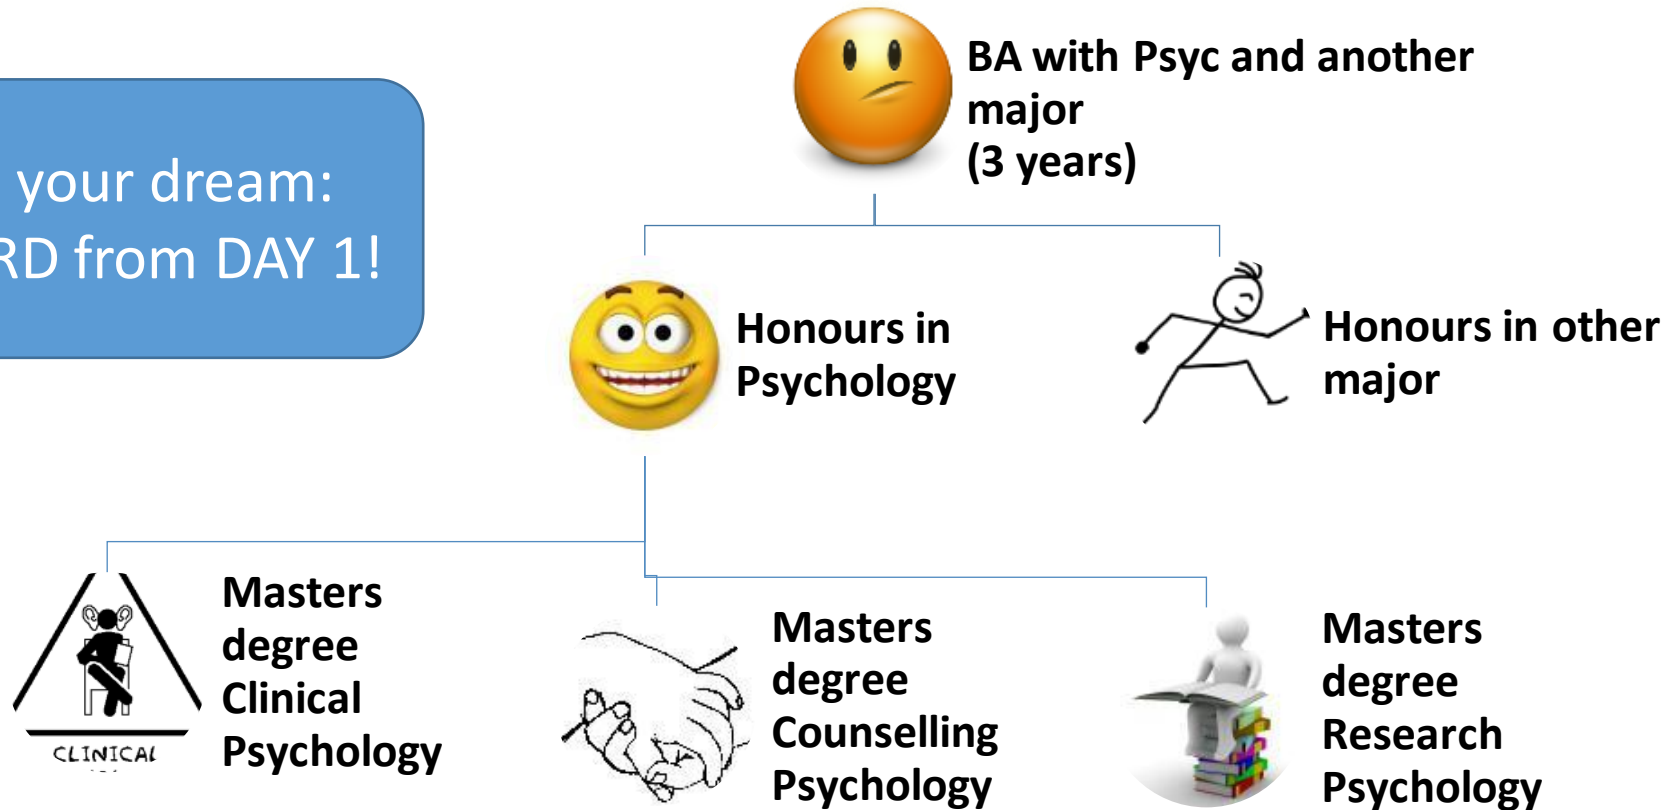 BA with Psyc and another
major
(3 years)
your dream:
RD from DAY 1!
Honours in
Psychology
Honours in other
major
Masters
degree
Clinical
Psychology
CLINICAL
Masters
degree
Counselling
Psychology
Masters
degree
Research
Psychology